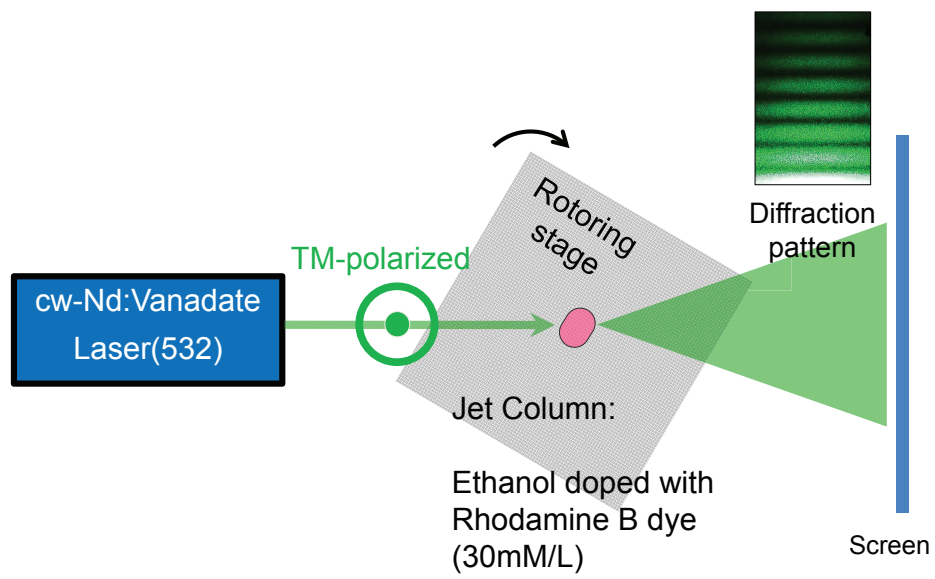 Rotoring
stage
Diffraction
pattern
TM-polarized
cw-Nd:Vanadate
Laser(532)
Jet Column:
Ethanol doped with
Rhodamine B dye
(30mM/L)
Screen